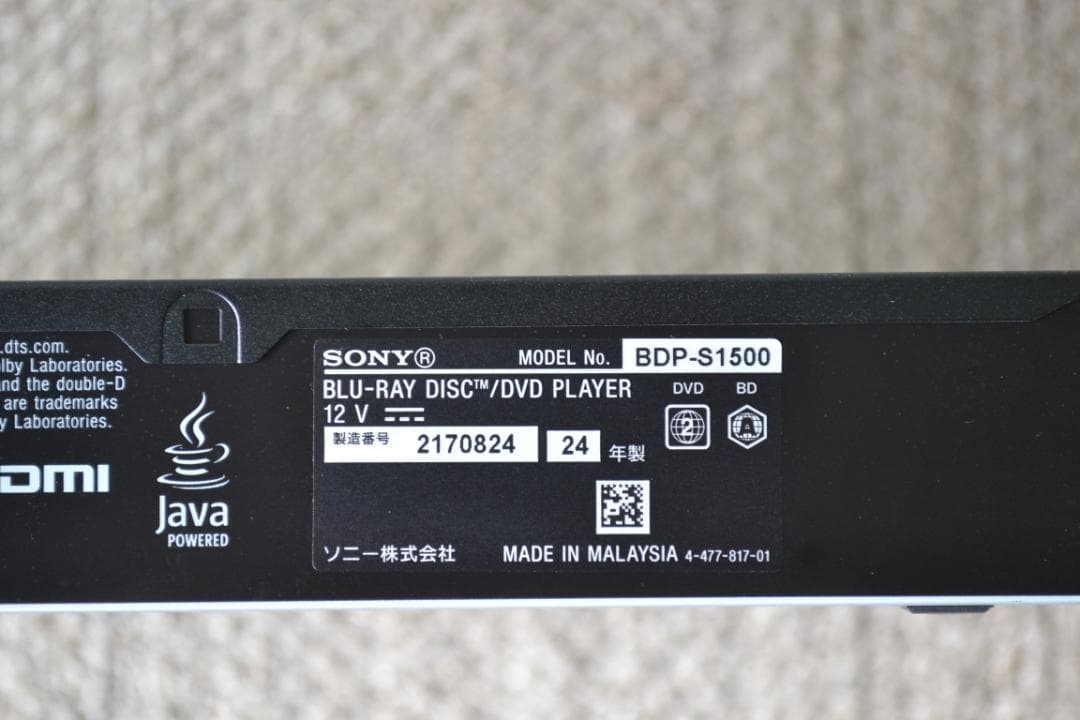 .dts.com.
Laboratories.
and the double-D
are trademarks
Laboratories.
Java
POWERED
SONY® MODEL No. BDP-S1500
BLU-RAY DISC™/DVD PLAYER
12 V
DVD BD
2 A
製造番号 2170824 24 年製
ソニー株式会社 MADE IN MALAYSIA 4-477-817-01